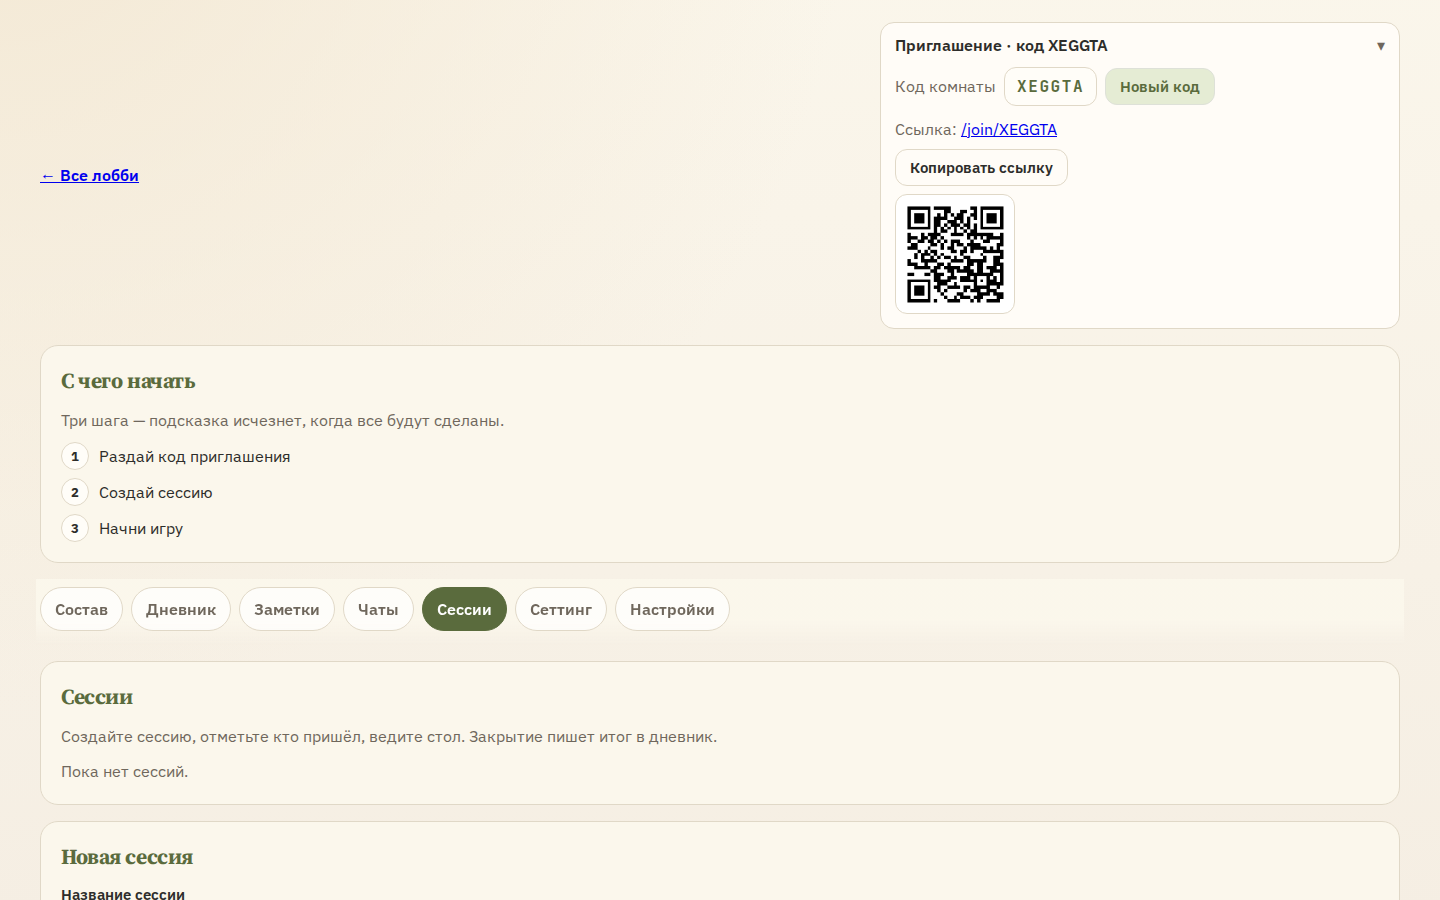 Приглашение · код XEGGTA ▼
Код комнаты XEGGTA Новый код
Ссылка: /join/XEGGTA
Копировать ссылку
← Все лобби
С чего начать
Три шага — подсказка исчезнет, когда все будут сделаны.
1 Раздай код приглашения
2 Создай сессию
3 Начни игру
Состав Дневник Заметки Чаты Сессии Сеттинг Настройки
Сессии
Создайте сессию, отметьте кто пришёл, ведите стол. Закрытие пишет итог в дневник.
Пока нет сессий.
Новая сессия
Название сессии